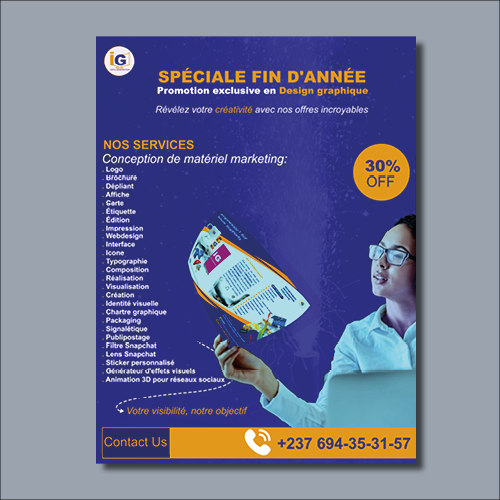 iG
SPÉCIALE FIN D'ANNÉE
Promotion exclusive en Design graphique
Révélez votre créativité avec nos offres incroyables
NOS SERVICES
Conception de matériel marketing:
. Logo
. Brochure
. Dépliant
. Affiche
. Carte
. Étiquette
. Édition
. Impression
. Webdesign
. Interface
. Icone
. Typographie
. Composition
. Réalisation
. Visualisation
. Création
. Identité visuelle
. Chartre graphique
. Packaging
. Signalétique
. Publipostage
. Filtre Snapchat
. Lens Snapchat
. Sticker personnalisé
. Générateur d'effets visuels
. Animation 3D pour réseaux sociaux
30%
OFF
Votre visibilité, notre objectif
Contact Us
+237 694-35-31-57